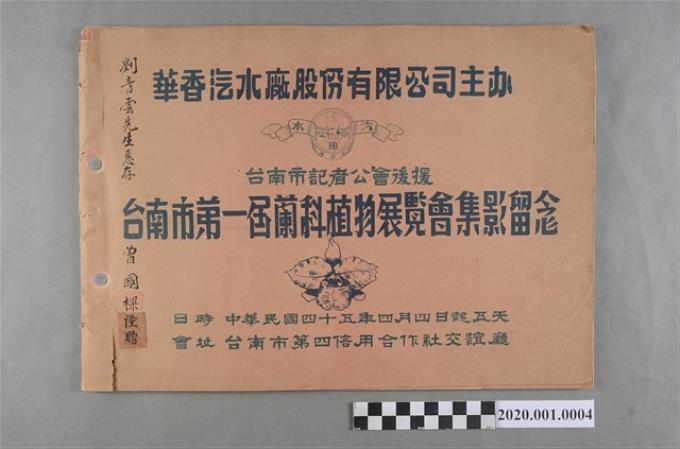 華香汽水廠股份有限公司主办
汽 水
台南市記者公會後援
台南市第一屆蘭科植物展覽會集影留念
日時 中華民國四十五年四月四日起五天
會址 台南市第四信用合作社交誼廳
劉青雲先生惠存
曾國樑謹贈
2020.001.0004